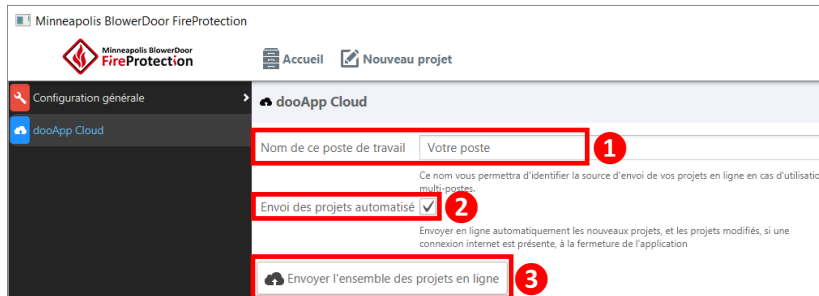 Minneapolis BlowerDoor FireProtection
Minneapolis BlowerDoor
FireProtection
Accueil Nouveau projet
Configuration générale
dooApp Cloud
dooApp Cloud
Nom de ce poste de travail Votre poste 1
Ce nom vous permettra d'identifier la source d'envoi de vos projets en ligne en cas d'utilisatio
multi-postes.
Envoi des projets automatisé 2
Envoyer en ligne automatiquement les nouveaux projets, et les projets modifiés, si une
connexion internet est présente, à la fermeture de l'application
Envoyer l'ensemble des projets en ligne 3